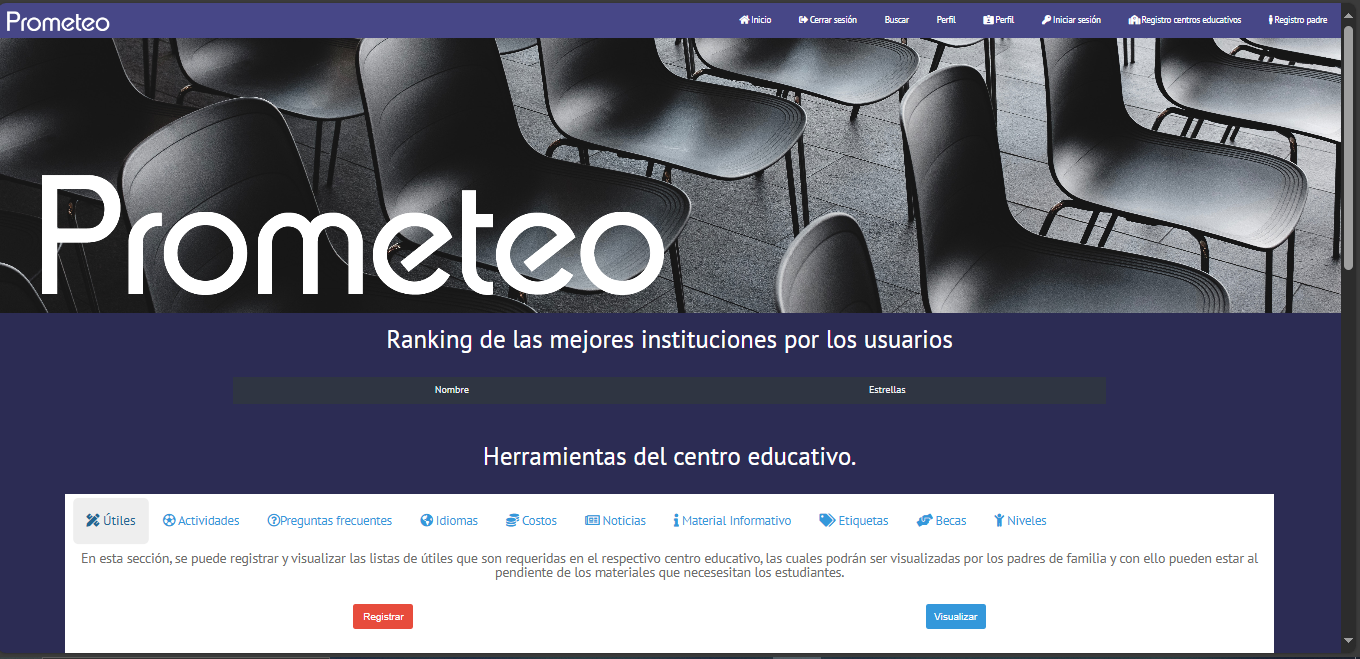 Prometeo
Inicio Cerrar sesión Buscar Perfil Perfil Iniciar sesión Registro centros educativos Registro padre
Prometeo
Ranking de las mejores instituciones por los usuarios
Nombre Estrellas
Herramientas del centro educativo.
Útiles Actividades Preguntas frecuentes Idiomas Costos Noticias Material Informativo Etiquetas Becas Niveles
En esta sección, se puede registrar y visualizar las listas de útiles que son requeridas en el respectivo centro educativo, las cuales podrán ser visualizadas por los padres de familia y con ello pueden estar al
pendiente de los materiales que necesesitan los estudiantes.
Registrar Visualizar